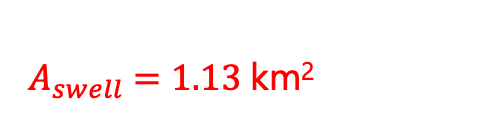 A_swell = 1.13 km²